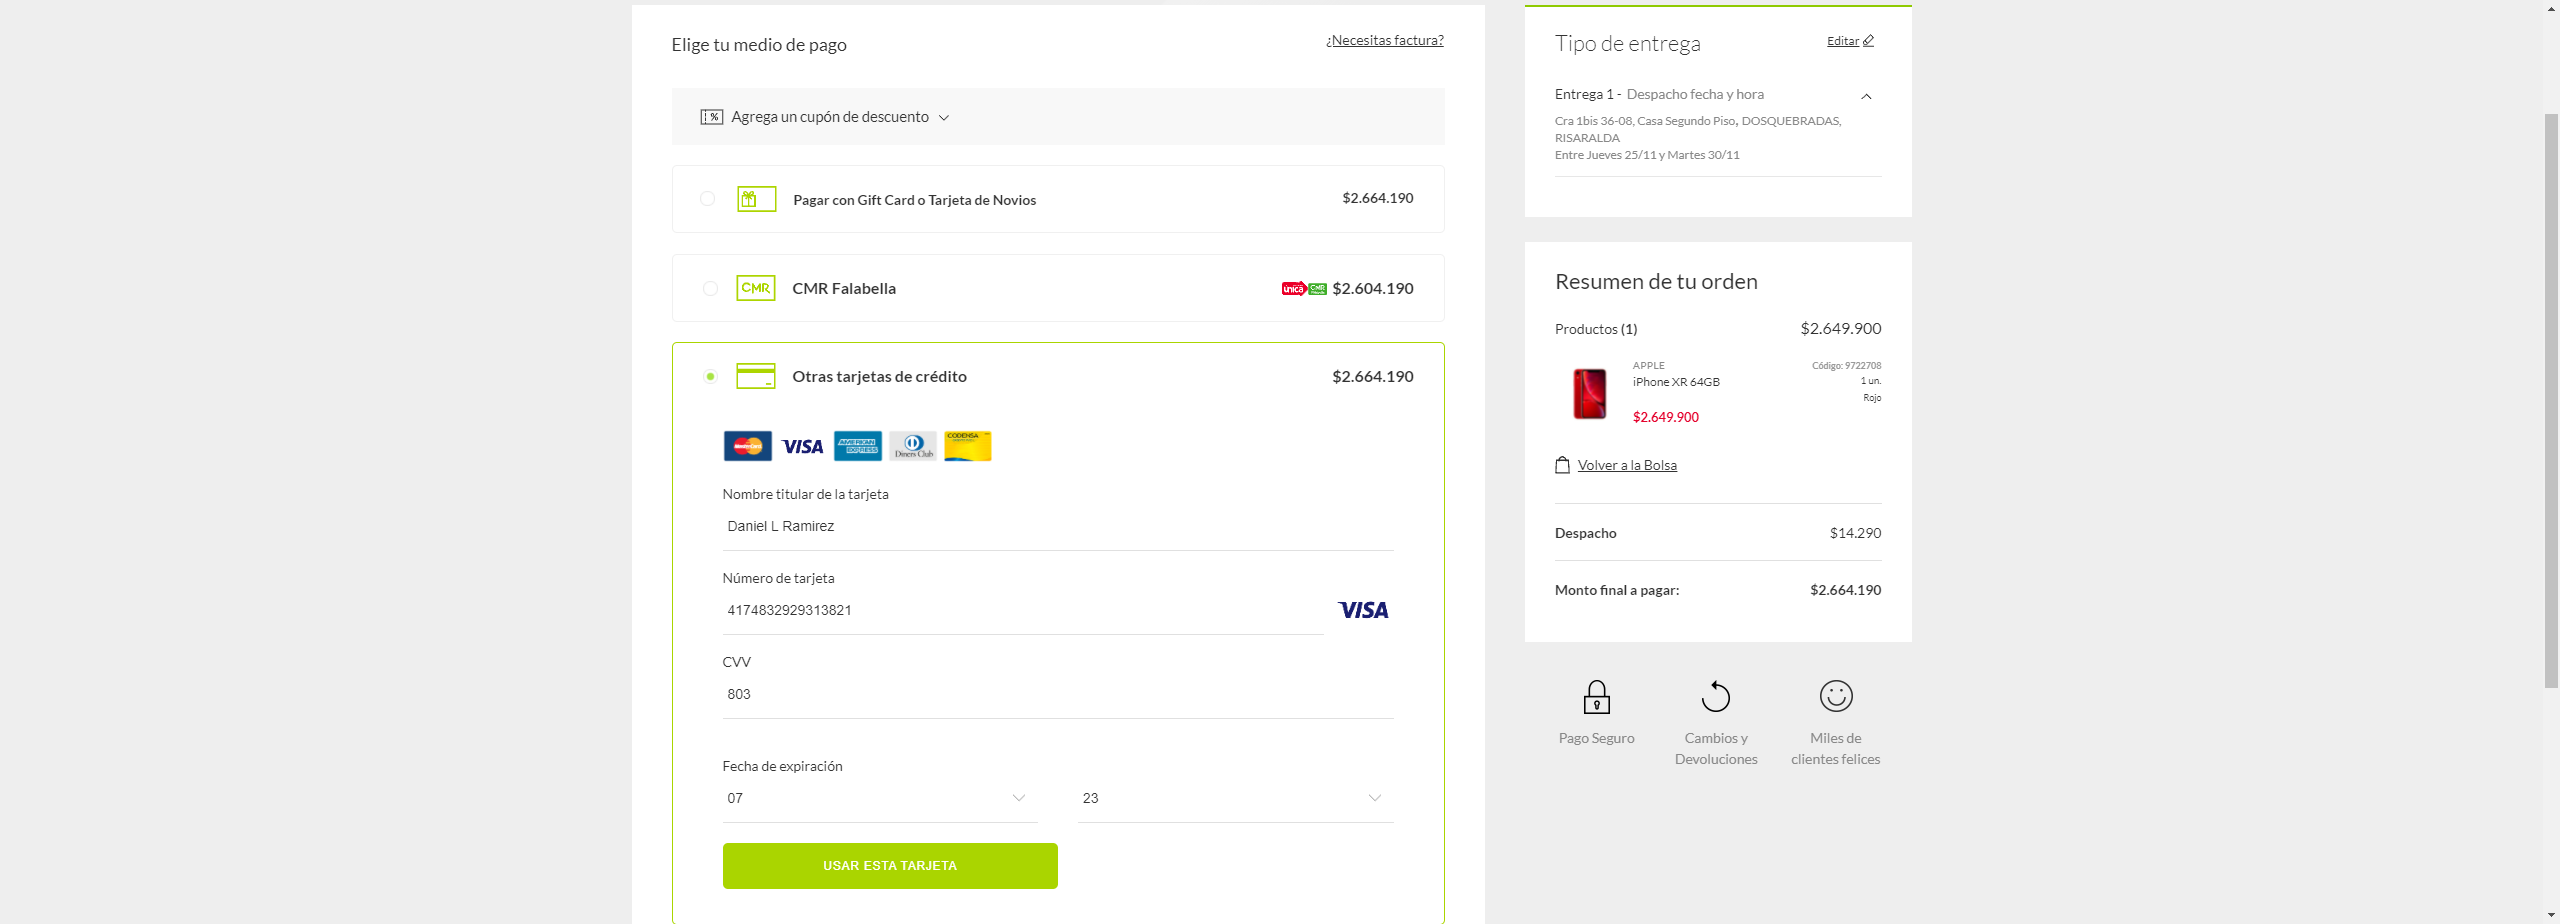 Elige tu medio de pago
¿Necesitas factura?
% Agrega un cupón de descuento
Pagar con Gift Card o Tarjeta de Novios $2.664.190
CMR CMR Falabella unica CMR $2.604.190
Otras tarjetas de crédito $2.664.190
MasterCard VISA AMERICAN EXPRESS Diners Club CODENSA
Nombre titular de la tarjeta
Daniel L Ramirez
Número de tarjeta
4174832929313821 VISA
CVV
803
Fecha de expiración
07 23
USAR ESTA TARJETA
Tipo de entrega Editar
Entrega 1 - Despacho fecha y hora
Cra 1bis 36-08, Casa Segundo Piso, DOSQUEBRADAS,
RISARALDA
Entre Jueves 25/11 y Martes 30/11
Resumen de tu orden
Productos (1) $2.649.900
APPLE Código: 9722708
iPhone XR 64GB 1 un.
Rojo
$2.649.900
Volver a la Bolsa
Despacho $14.290
Monto final a pagar: $2.664.190
Pago Seguro
Cambios y
Devoluciones
Miles de
clientes felices